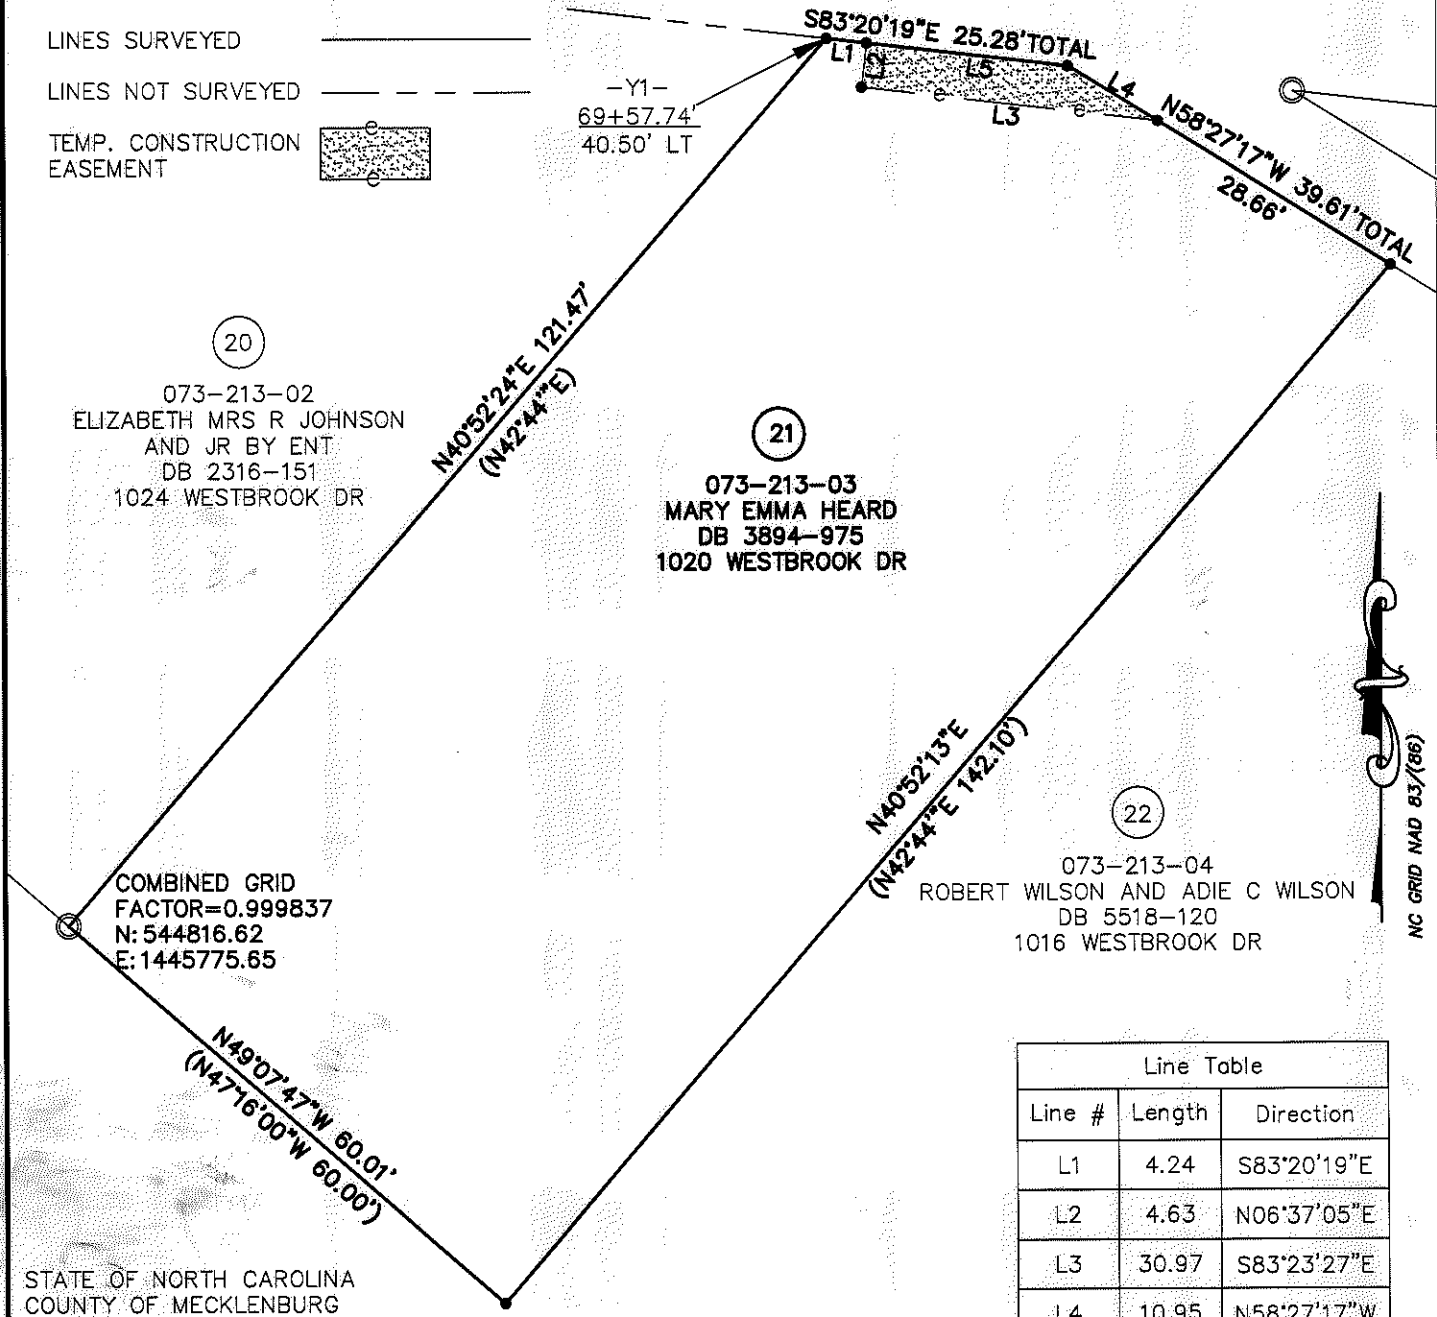 LINES SURVEYED
LINES NOT SURVEYED
TEMP. CONSTRUCTION
EASEMENT
e
e
S83°20'19"E 25.28'TOTAL
L1
L2
L5
L4
e
e
L3
-Y1-
69+57.74'
40.50' LT
N58°27'17"W 39.61'TOTAL
28.66'
20
073-213-02
ELIZABETH MRS R JOHNSON
AND JR BY ENT
DB 2316-151
1024 WESTBROOK DR
N40°52'24"E 121.47'
(N42°44'"E)
21
073-213-03
MARY EMMA HEARD
DB 3894-975
1020 WESTBROOK DR
N40°52'13"E
(N42°44'"E 142.10')
22
073-213-04
ROBERT WILSON AND ADIE C WILSON
DB 5518-120
1016 WESTBROOK DR
NC GRID NAD 83/(86)
COMBINED GRID
FACTOR=0.999837
N: 544816.62
E: 1445775.65
N49°07'47"W 60.01'
(N47°16'00"W 60.00')
STATE OF NORTH CAROLINA
COUNTY OF MECKLENBURG
Line Table
Line # Length Direction
L1 4.24 S83°20'19"E
L2 4.63 N06°37'05"E
L3 30.97 S83°23'27"E
L4 10.95 N58°27'17"W